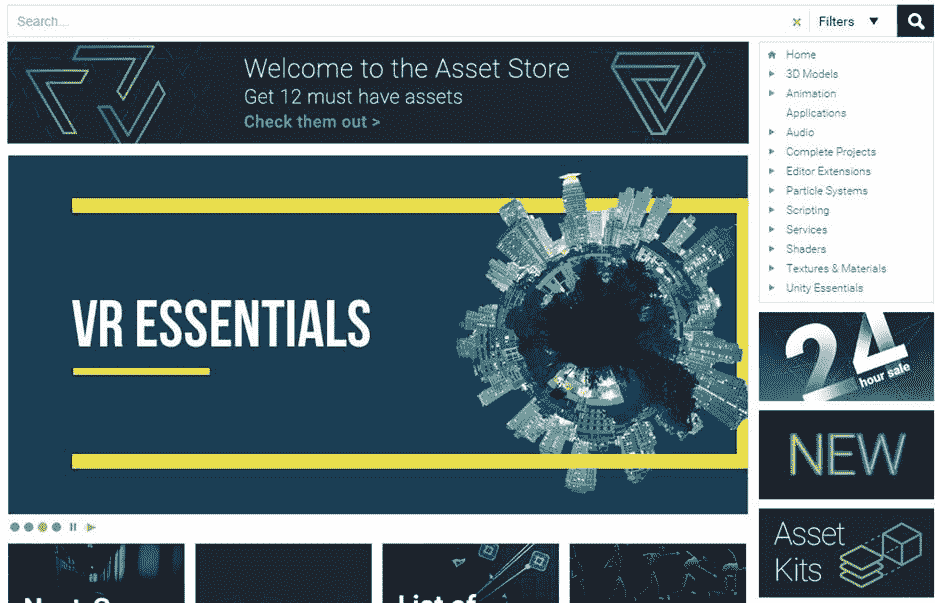 Search...
Filters
Welcome to the Asset Store
Get 12 must have assets
Check them out >
VR ESSENTIALS
Home
3D Models
Animation
Applications
Audio
Complete Projects
Editor Extensions
Particle Systems
Scripting
Services
Shaders
Textures & Materials
Unity Essentials
24
hour sale
NEW
Asset
Kits
List of